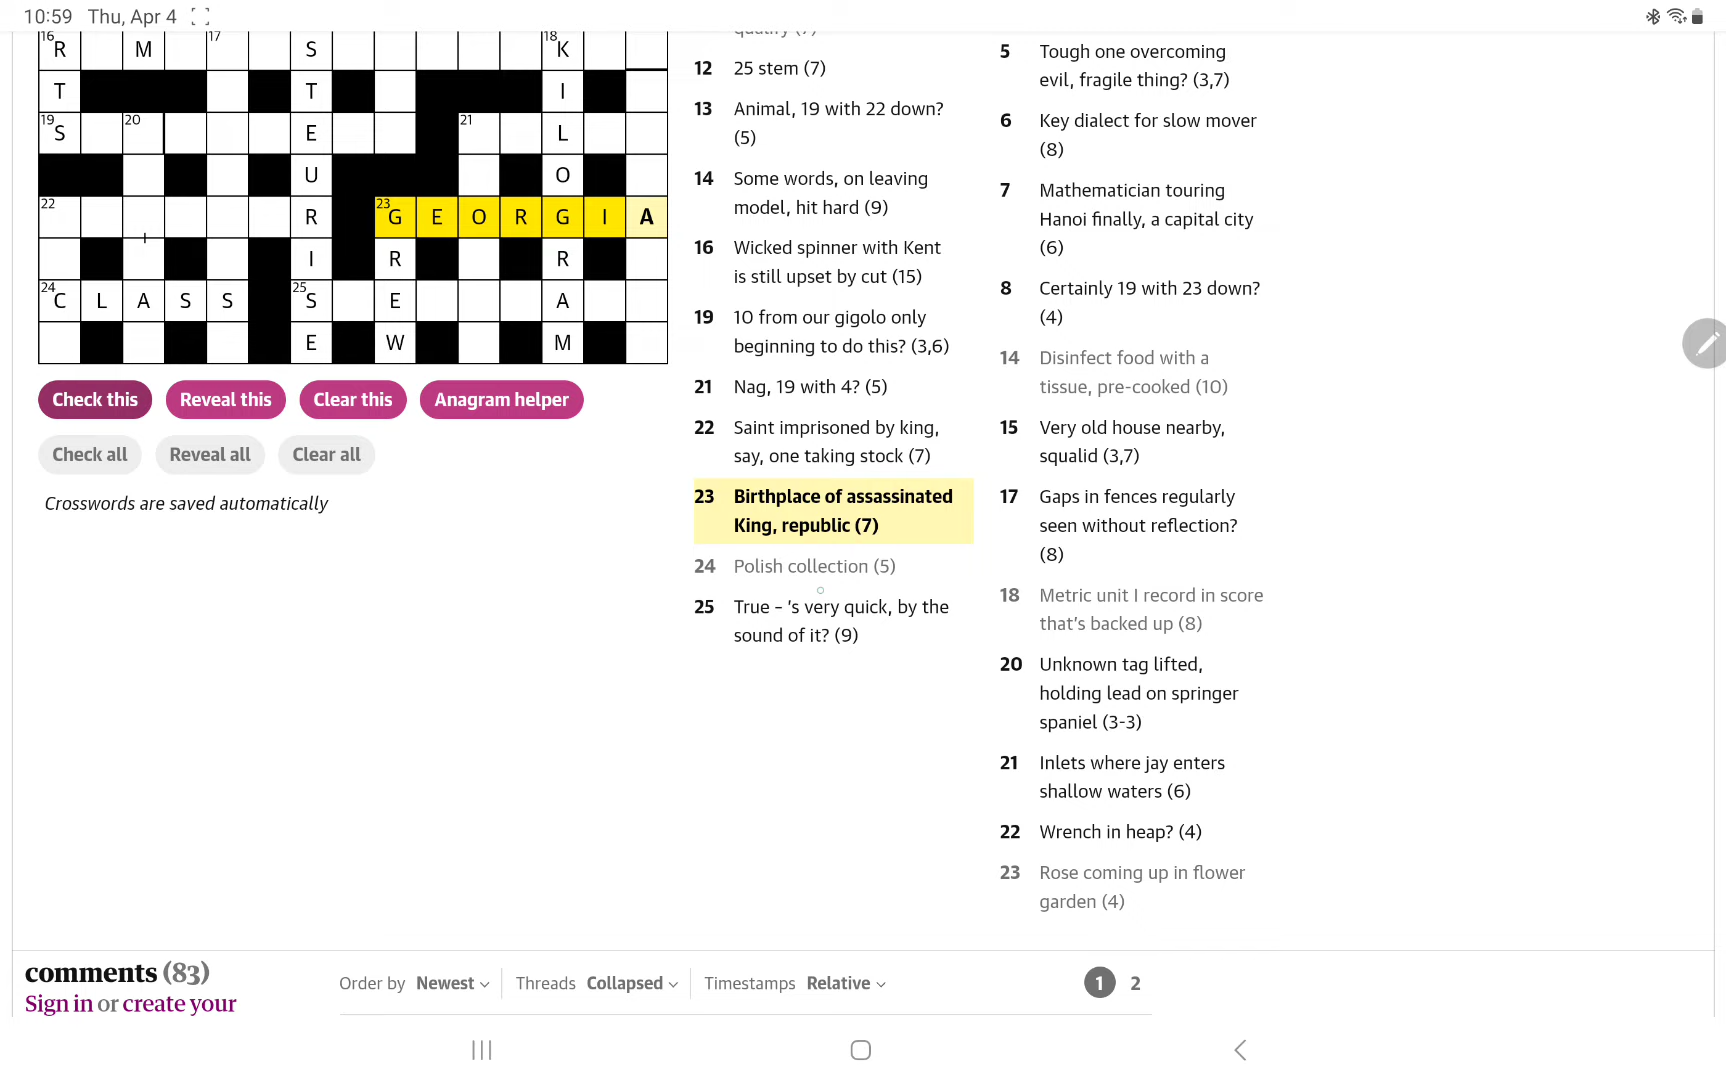 10:59 Thu, Apr 4
16 R M 17 S 18 K
T T I
19 S 20 E 21 L
U O
22 R 23 G E O R G I A
I R R
24 C L A S S 25 S E A
E W M
Check this Reveal this Clear this Anagram helper
Check all Reveal all Clear all
Crosswords are saved automatically
qualify (7)
12 25 stem (7)
13 Animal, 19 with 22 down?
(5)
14 Some words, on leaving
model, hit hard (9)
16 Wicked spinner with Kent
is still upset by cut (15)
19 10 from our gigolo only
beginning to do this? (3,6)
21 Nag, 19 with 4? (5)
22 Saint imprisoned by king,
say, one taking stock (7)
23 Birthplace of assassinated
King, republic (7)
24 Polish collection (5)
25 True – ’s very quick, by the
sound of it? (9)
5 Tough one overcoming
evil, fragile thing? (3,7)
6 Key dialect for slow mover
(8)
7 Mathematician touring
Hanoi finally, a capital city
(6)
8 Certainly 19 with 23 down?
(4)
14 Disinfect food with a
tissue, pre-cooked (10)
15 Very old house nearby,
squalid (3,7)
17 Gaps in fences regularly
seen without reflection?
(8)
18 Metric unit I record in score
that’s backed up (8)
20 Unknown tag lifted,
holding lead on springer
spaniel (3-3)
21 Inlets where jay enters
shallow waters (6)
22 Wrench in heap? (4)
23 Rose coming up in flower
garden (4)
comments (83)
Sign in or create your
Order by Newest Threads Collapsed Timestamps Relative 1 2